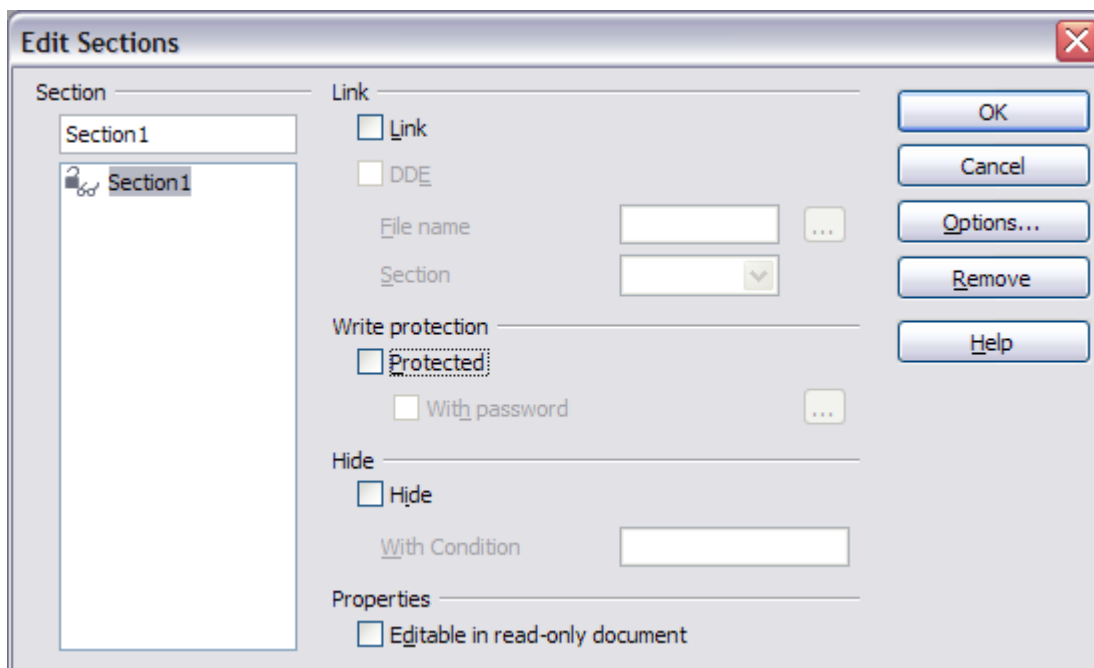 Edit Sections
Section
Section1
Section1
Link
Link
DDE
File name
...
Section
Write protection
Protected
With password
...
Hide
Hide
With Condition
Properties
Editable in read-only document
OK
Cancel
Options...
Remove
Help